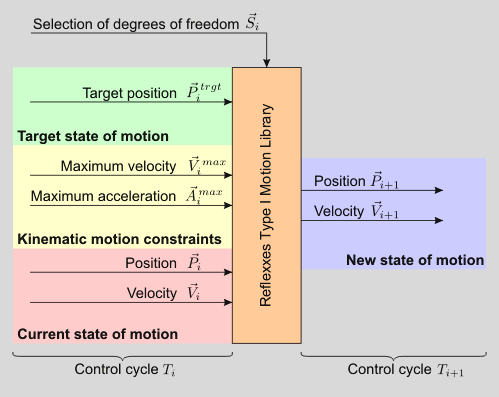 Selection of degrees of freedom $\vec{S}_i$
Target position $\vec{P}_i^{\,trgt}$
Target state of motion
Maximum velocity $\vec{V}_i^{\,max}$
Maximum acceleration $\vec{A}_i^{\,max}$
Kinematic motion constraints
Position $\vec{P}_i$
Velocity $\vec{V}_i$
Current state of motion
Reflexxes Type I Motion Library
Position $\vec{P}_{i+1}$
Velocity $\vec{V}_{i+1}$
New state of motion
Control cycle $T_i$
Control cycle $T_{i+1}$